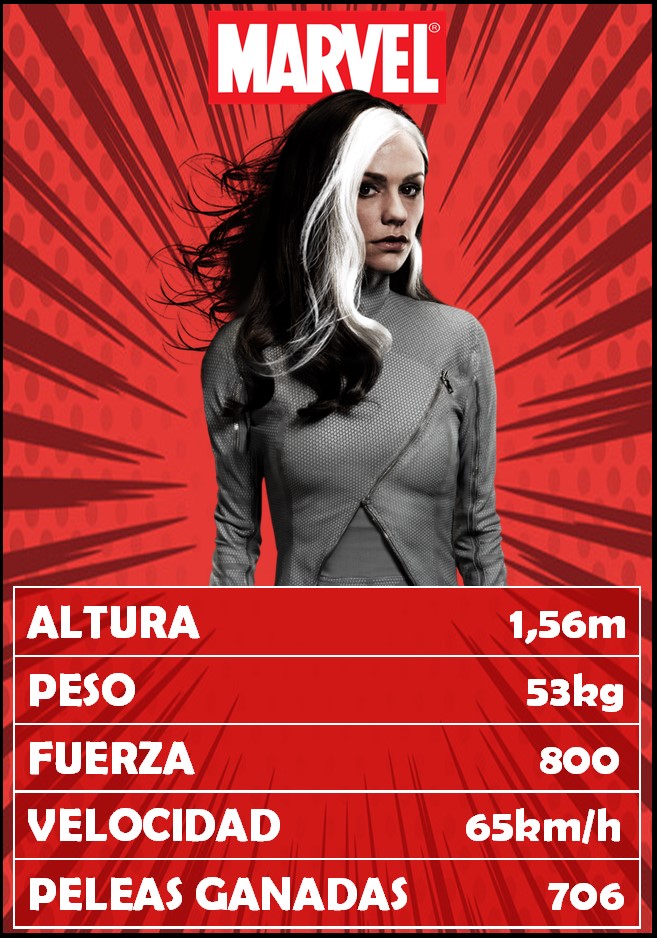 MARVEL®
ALTURA 1,56m
PESO 53kg
FUERZA 800
VELOCIDAD 65km/h
PELEAS GANADAS 706